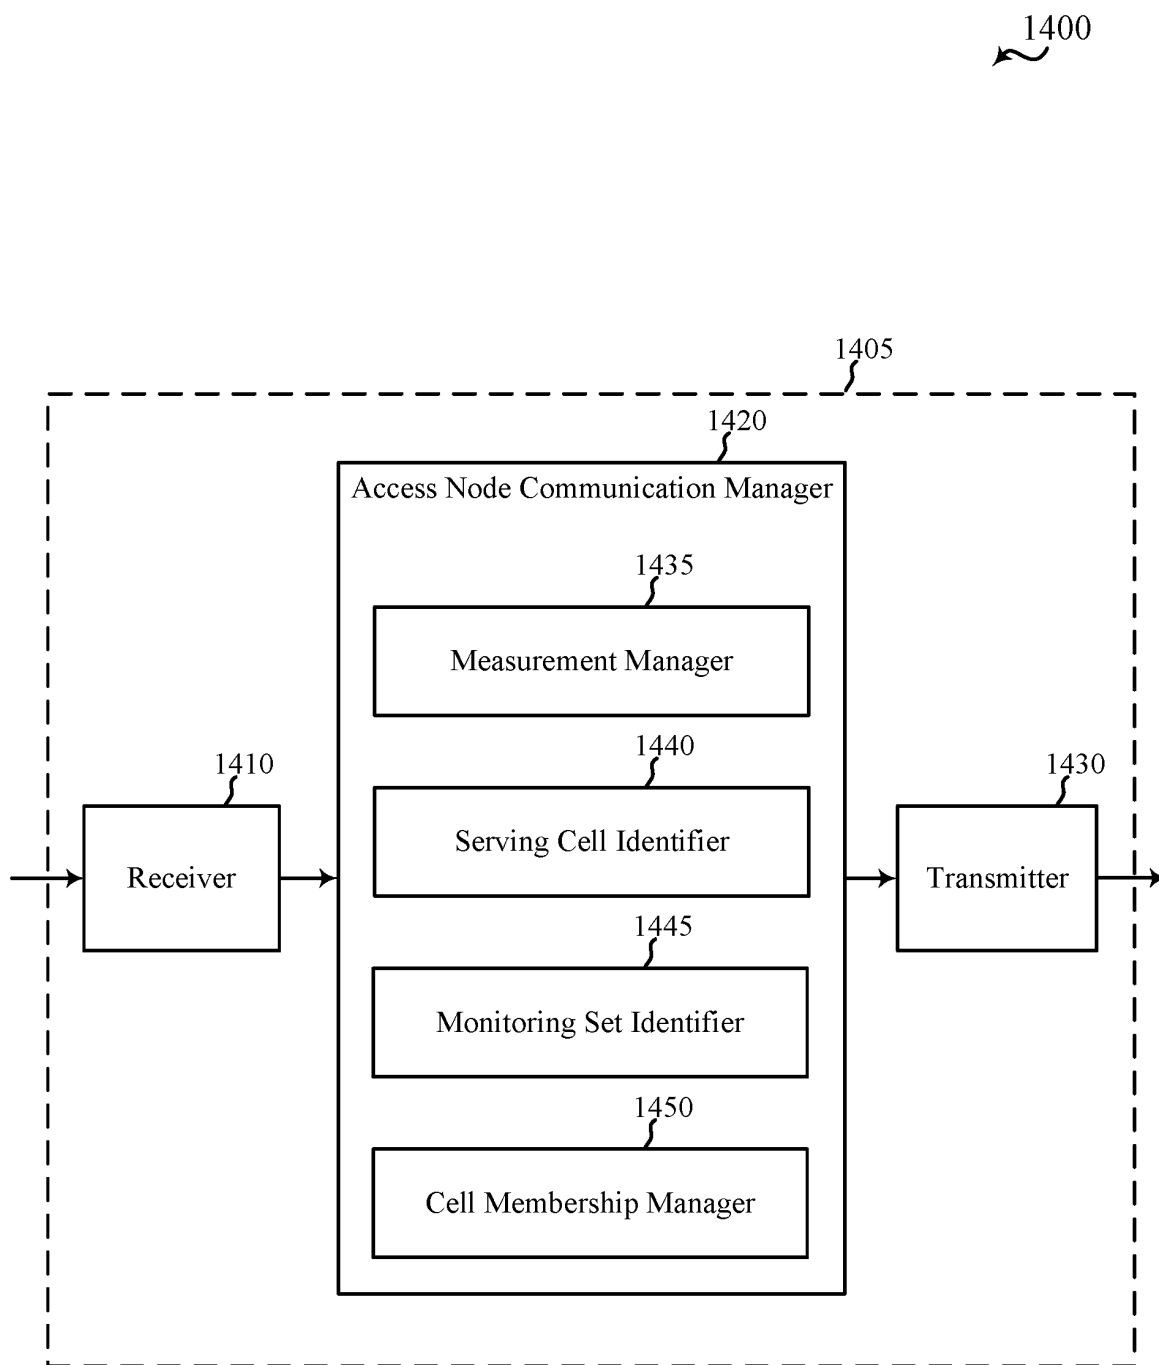 1400
1405
1420
Access Node Communication Manager
1435
Measurement Manager
1410
1440
1430
Receiver
Serving Cell Identifier
Transmitter
1445
Monitoring Set Identifier
1450
Cell Membership Manager